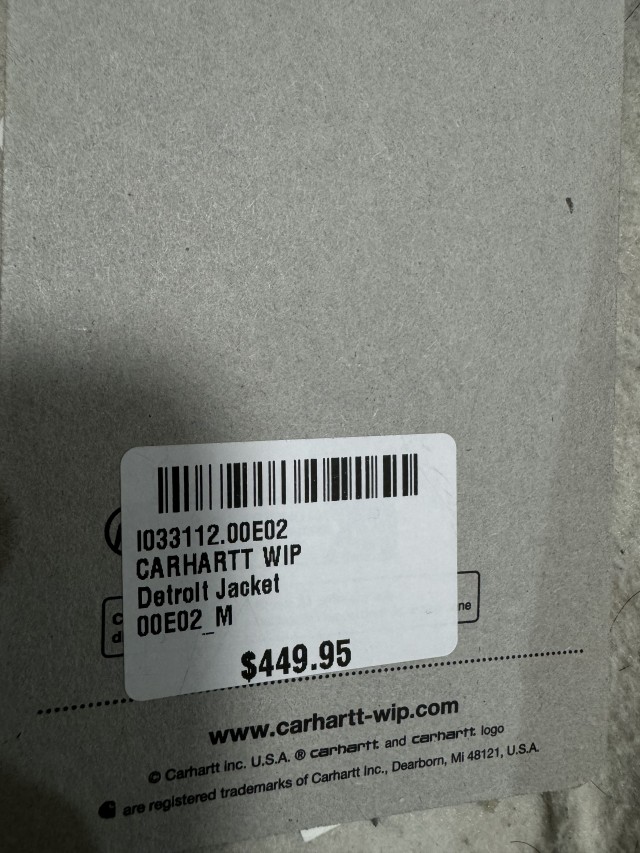 I033112.00E02
CARHARTT WIP
Detroit Jacket
00E02_M
$449.95
www.carhartt-wip.com
© Carhartt Inc. U.S.A. ® carhartt and carhartt logo
are registered trademarks of Carhartt Inc., Dearborn, Mi 48121, U.S.A.